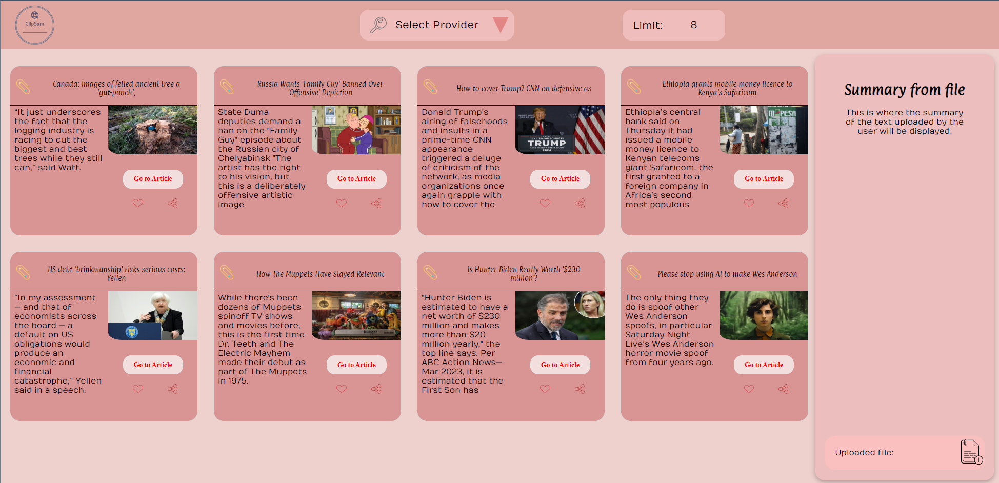 ClipSum
Select Provider
Limit: 8
Canada: images of felled ancient tree a
‘gut-punch’,
“It just underscores
the fact that the
logging industry is
racing to cut the
biggest and best
trees while they still
can,” said Watt.
Go to Article
Russia Wants 'Family Guy' Banned Over
'Offensive' Depiction
State Duma
deputies demand a
ban on the "Family
Guy" episode about
the Russian city of
Chelyabinsk "The
artist has the right
to his vision, but
this is a deliberately
offensive artistic
image
Go to Article
How to cover Trump? CNN on defensive as
Donald Trump’s
airing of falsehoods
and insults in a
prime-time CNN
appearance
triggered a deluge
of criticism of the
network, as media
organizations once
again grapple with
how to cover the
TEXT TRUMP TO 88022
TRUMP
MAKE AMERICA GREAT AGAIN!
2024
Go to Article
Ethiopia grants mobile money licence to
Kenya’s Safaricom
Ethiopia’s central
bank said on
Thursday it had
issued a mobile
money licence to
Kenyan telecoms
giant Safaricom, the
first granted to a
foreign company in
Africa’s second
most populous
M-PESA
Go to Article
US debt ‘brinkmanship’ risks serious costs:
Yellen
“In my assessment
— and that of
economists across
the board — a
default on US
obligations would
produce an
economic and
financial
catastrophe,” Yellen
said in a speech.
Go to Article
How The Muppets Have Stayed Relevant
While there's been
dozens of Muppets
spinoff TV shows
and movies before,
this is the first time
Dr. Teeth and The
Electric Mayhem
made their debut as
part of The Muppets
in 1975.
Go to Article
Is Hunter Biden Really Worth '$230
million'?
"Hunter Biden is
estimated to have a
net worth of $230
million and makes
more than $20
million yearly," the
top line says. Per
ABC Action News—
Mar 2023, it is
estimated that the
First Son has
Go to Article
Please stop using AI to make Wes Anderson
The only thing they
do is spoof other
Wes Anderson
spoofs, in particular
Saturday Night
Live’s Wes Anderson
horror movie spoof
from four years ago.
Go to Article
Summary from file
This is where the summary
of the text uploaded by the
user will be displayed.
Uploaded file: